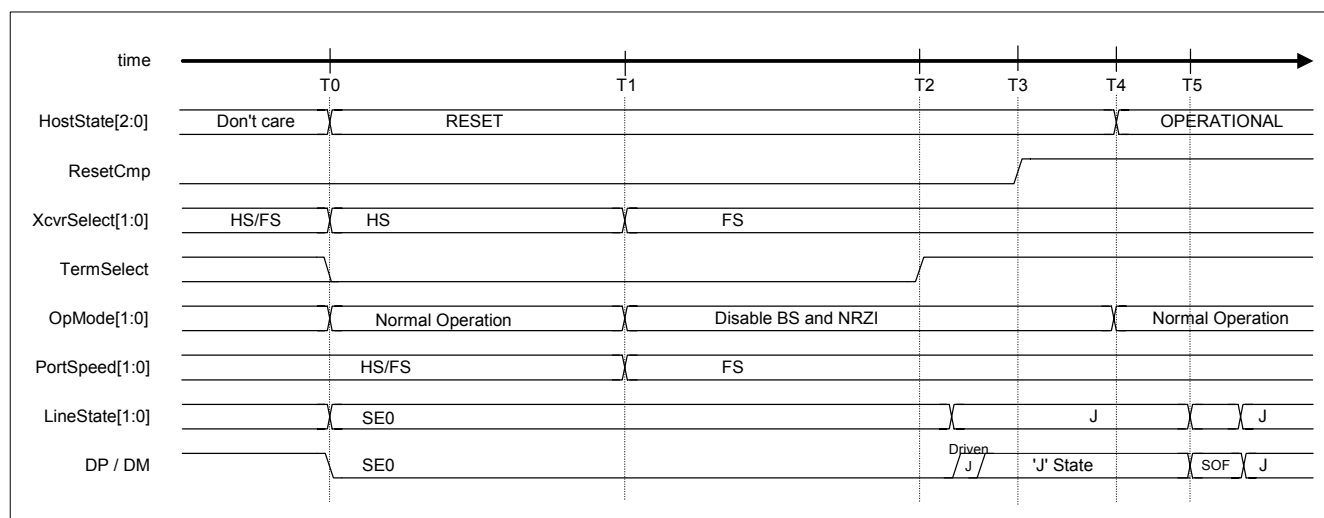 time
T0 T1 T2 T3 T4 T5
HostState[2:0] Don't care RESET OPERATIONAL
ResetCmp
XcvrSelect[1:0] HS/FS HS FS
TermSelect
OpMode[1:0] Normal Operation Disable BS and NRZI Normal Operation
PortSpeed[1:0] HS/FS FS
LineState[1:0] SE0 J J
Driven
DP / DM SE0 J 'J' State SOF J